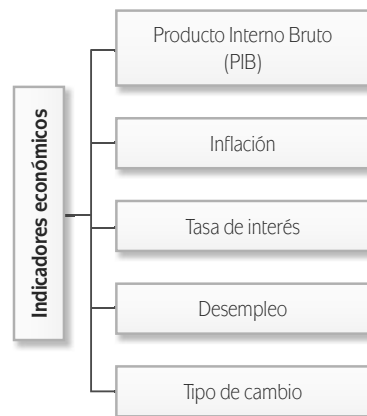 Indicadores económicos
Producto Interno Bruto
(PIB)
Inflación
Tasa de interés
Desempleo
Tipo de cambio